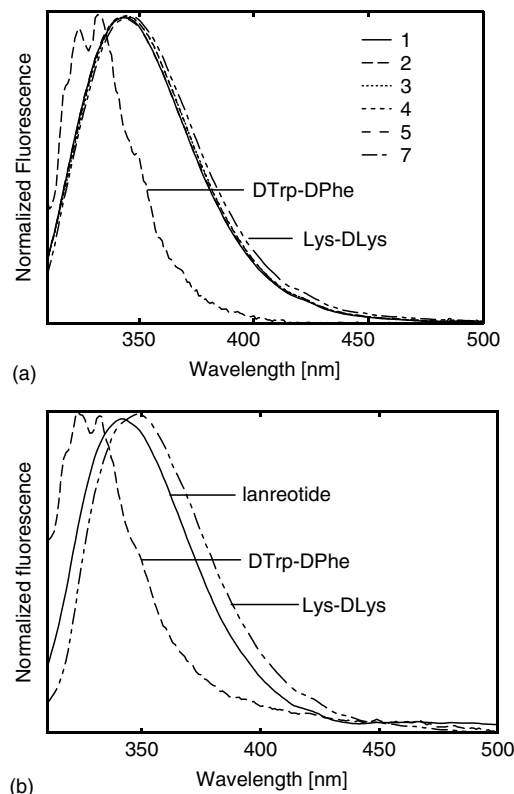 Normalized Fluorescence
1
2
3
4
5
7
DTrp-DPhe
Lys-DLys
350
400
450
500
Wavelength [nm]
(a)
Normalized fluorescence
lanreotide
DTrp-DPhe
Lys-DLys
350
400
450
500
Wavelength [nm]
(b)